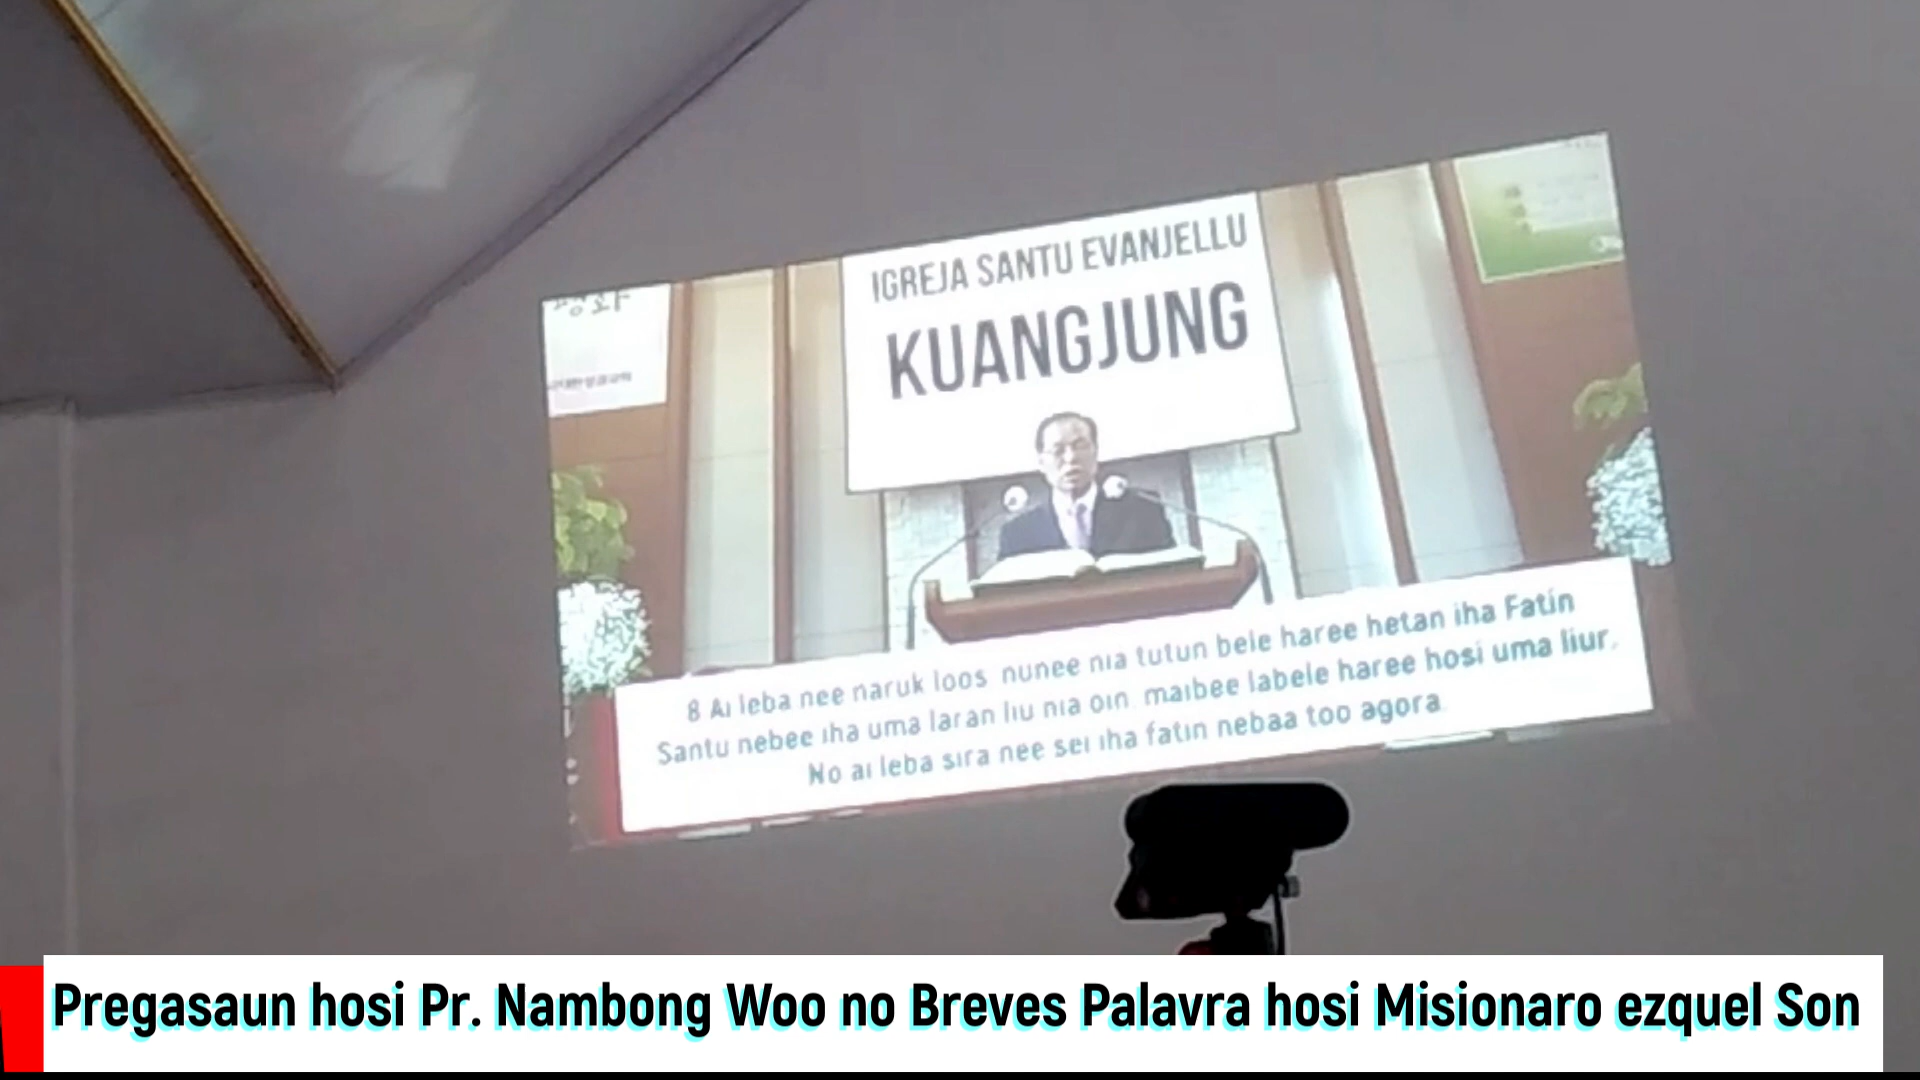 IGREJA SANTU EVANJELLU
KUANGJUNG
8 Ai leba nee naruk loos nunee nia tutun bele haree hetan iha Fatin
Santu nebee iha uma laran liu nia oin maibee labele haree hosi uma liur.
No ai leba sira nee sei iha fatin nebaa too agora
Pregasaun hosi Pr. Nambong Woo no Breves Palavra hosi Misionaro ezquel Son